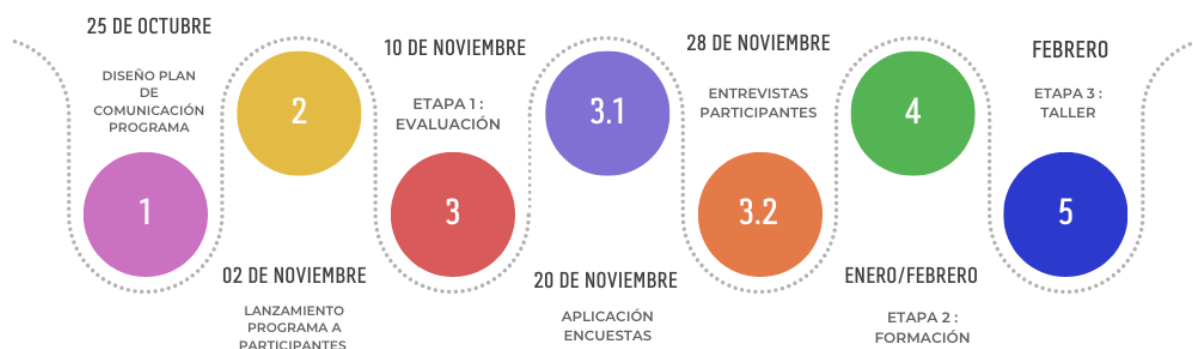 25 DE OCTUBRE
DISEÑO PLAN
DE
COMUNICACIÓN
PROGRAMA
1
2
02 DE NOVIEMBRE
LANZAMIENTO
PROGRAMA A
PARTICIPANTES
10 DE NOVIEMBRE
ETAPA 1 :
EVALUACIÓN
3
3.1
20 DE NOVIEMBRE
APLICACIÓN
ENCUESTAS
28 DE NOVIEMBRE
ENTREVISTAS
PARTICIPANTES
3.2
4
ENERO/FEBRERO
ETAPA 2 :
FORMACIÓN
FEBRERO
ETAPA 3 :
TALLER
5